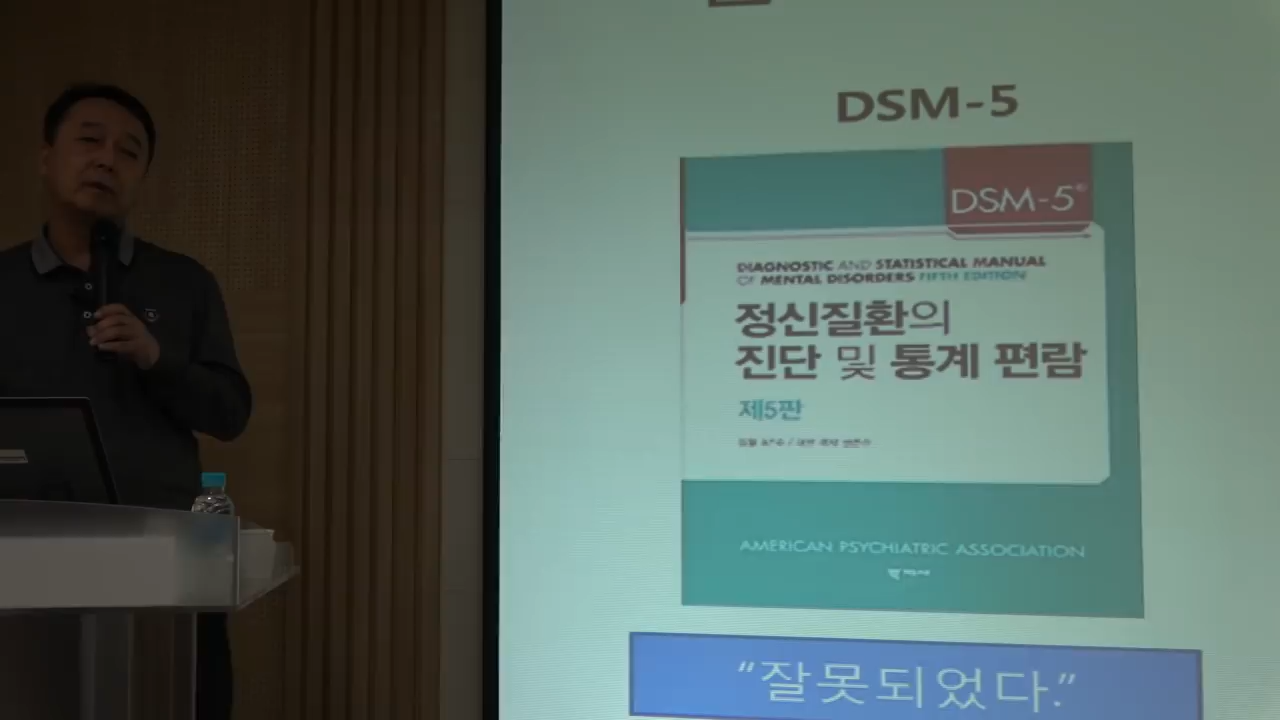 DSM-5
DSM-5®
DIAGNOSTIC AND STATISTICAL MANUAL
OF MENTAL DISORDERS FIFTH EDITION
정신질환의
진단 및 통계 편람
제5판
AMERICAN PSYCHIATRIC ASSOCIATION
“잘못되었다.”